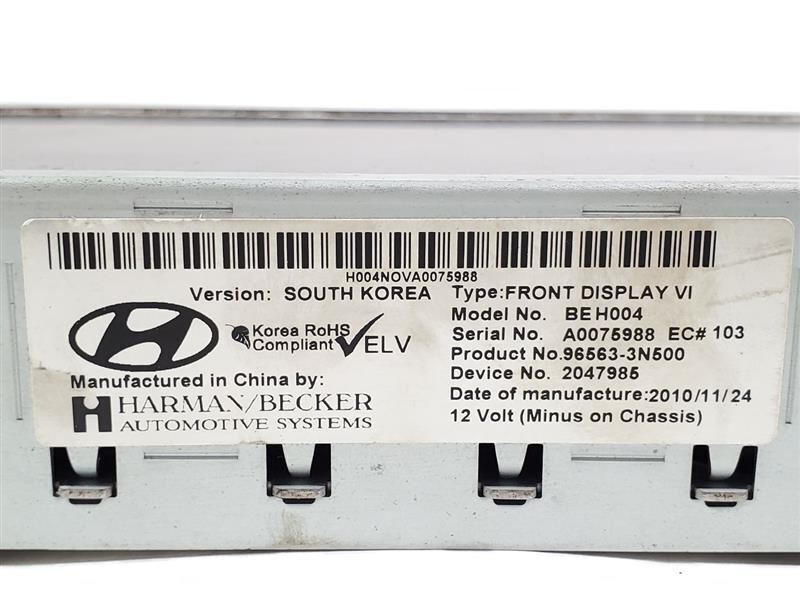 H004NOVA0075988
Version: SOUTH KOREA Type:FRONT DISPLAY VI
Model No. BEH004
Korea RoHS
Compliant ELV
Serial No. A0075988 EC# 103
Product No.96563-3N500
Device No. 2047985
Manufactured in China by:
HARMAN/BECKER
AUTOMOTIVE SYSTEMS
Date of manufacture:2010/11/24
12 Volt (Minus on Chassis)